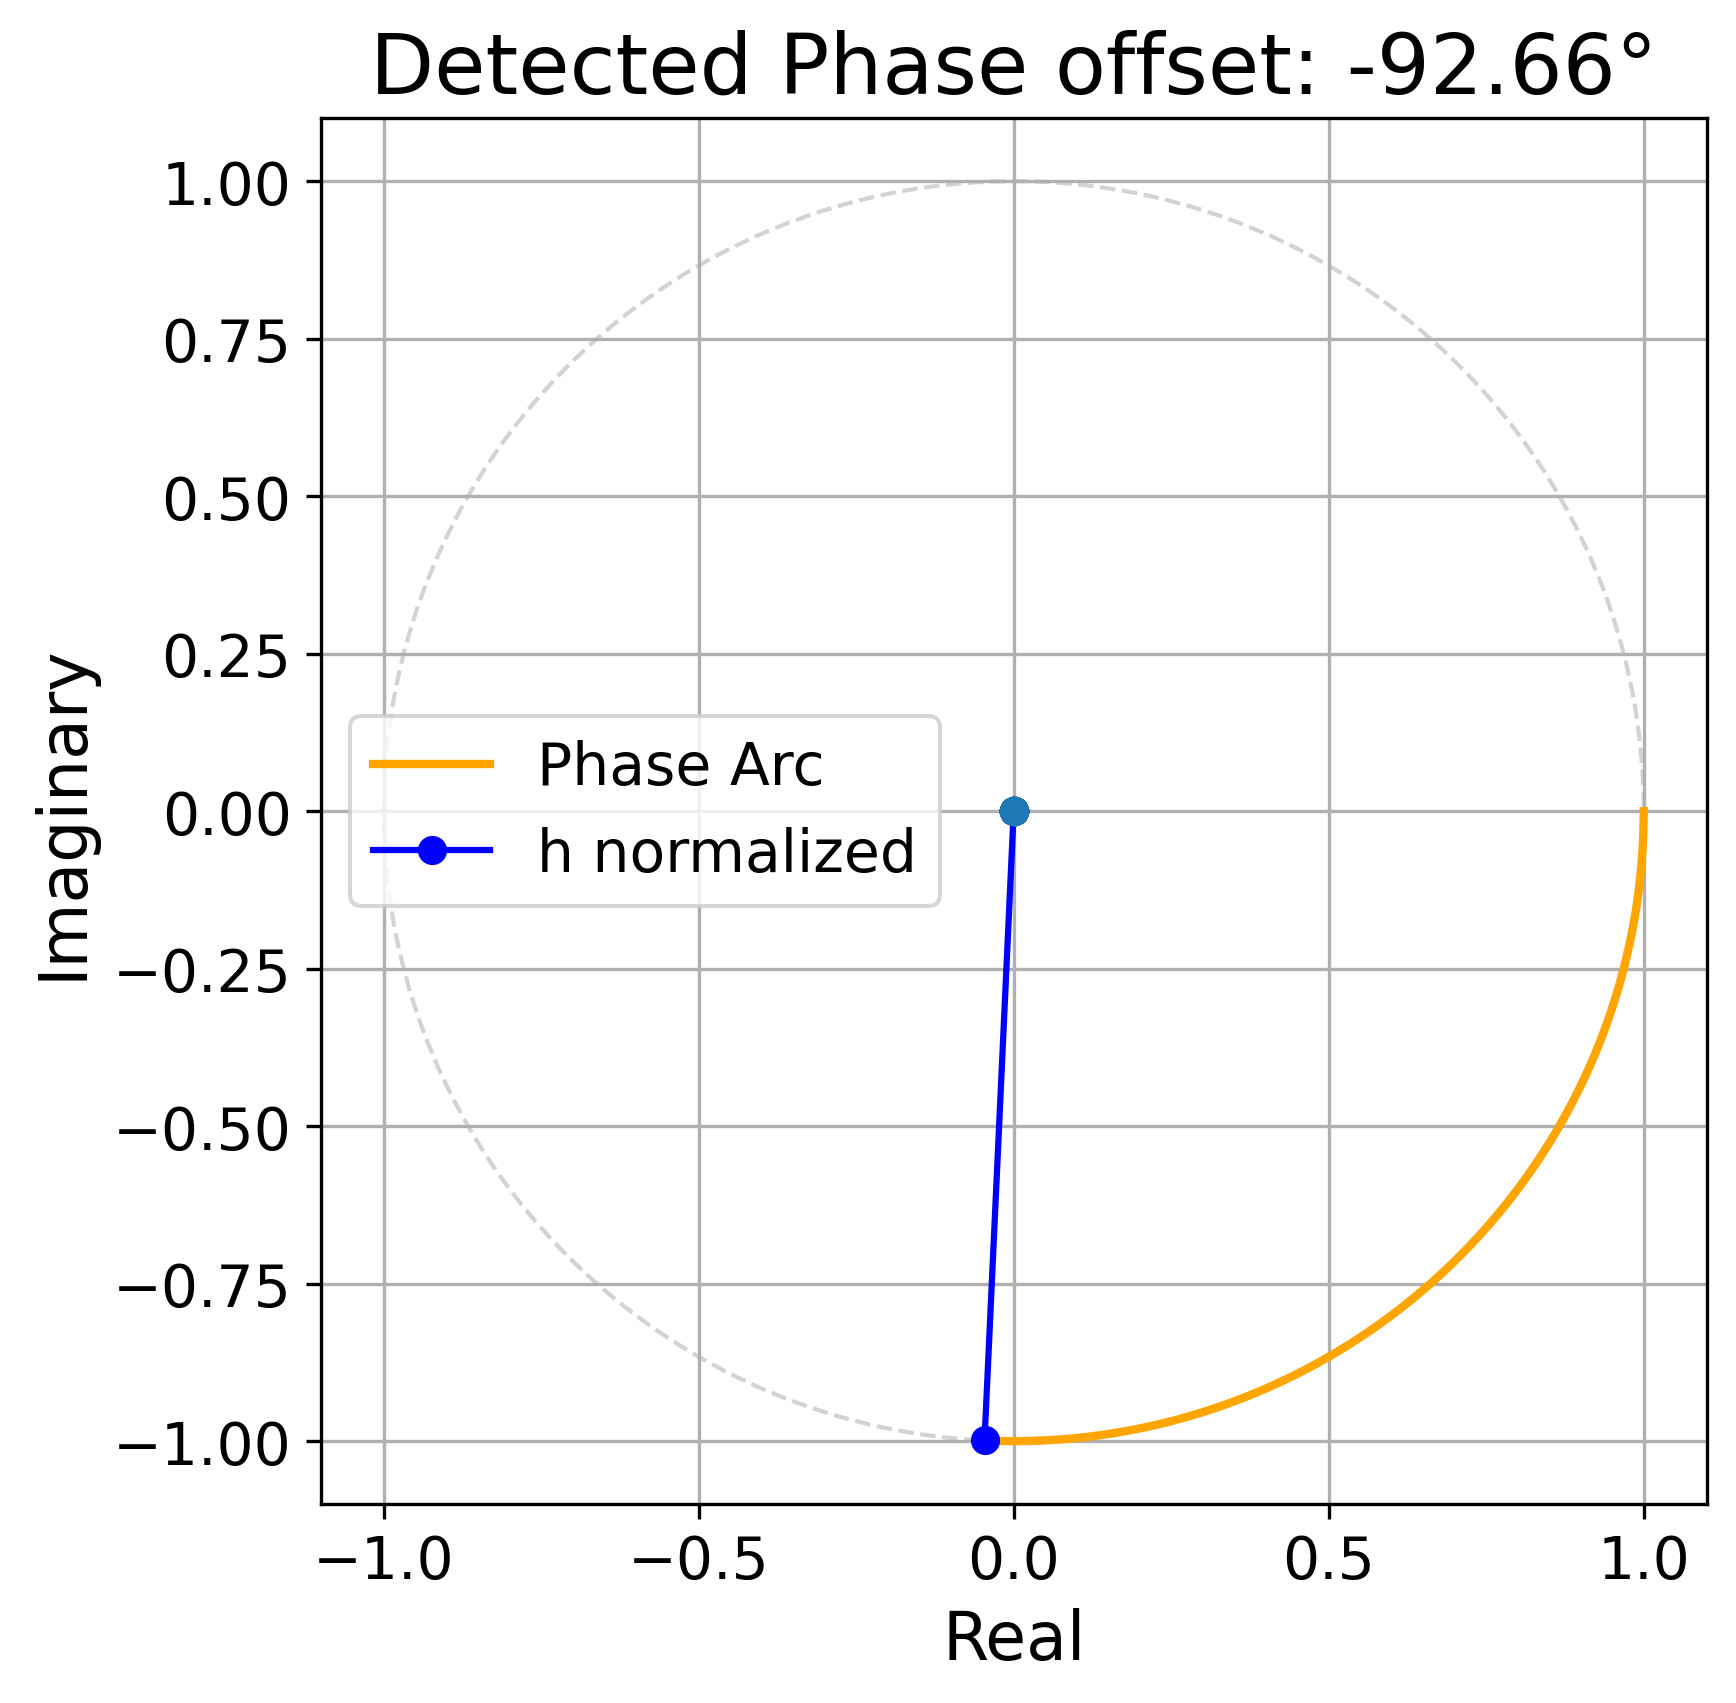 Detected Phase offset: -92.66°
1.00
0.75
0.50
0.25
0.00
−0.25
−0.50
−0.75
−1.00
Imaginary
Phase Arc
h normalized
−1.0 −0.5 0.0 0.5 1.0
Real